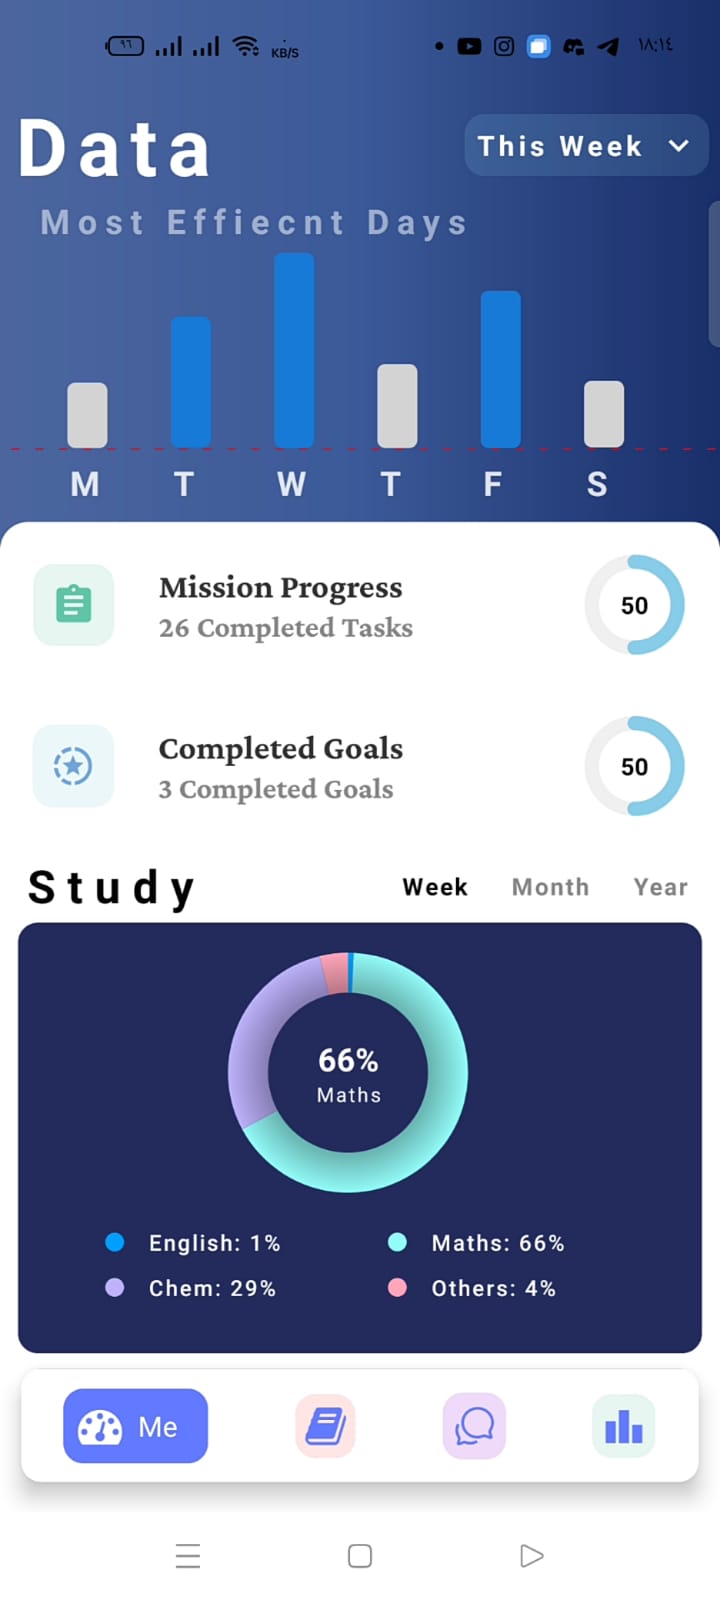 ٩٦ KB/S ١٨:١٤
Data
This Week
Most Effiecnt Days
M T W T F S
Mission Progress
26 Completed Tasks
50
Completed Goals
3 Completed Goals
50
Study Week Month Year
66%
Maths
English: 1% Maths: 66%
Chem: 29% Others: 4%
Me